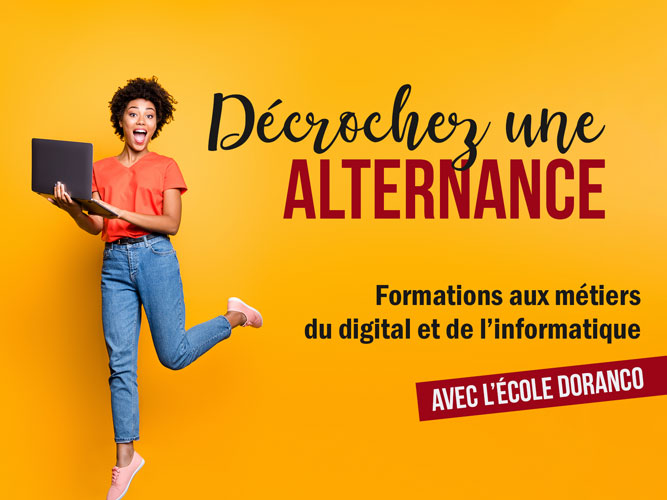 Décrochez une
ALTERNANCE
Formations aux métiers
du digital et de l'informatique
AVEC L'ÉCOLE DORANCO